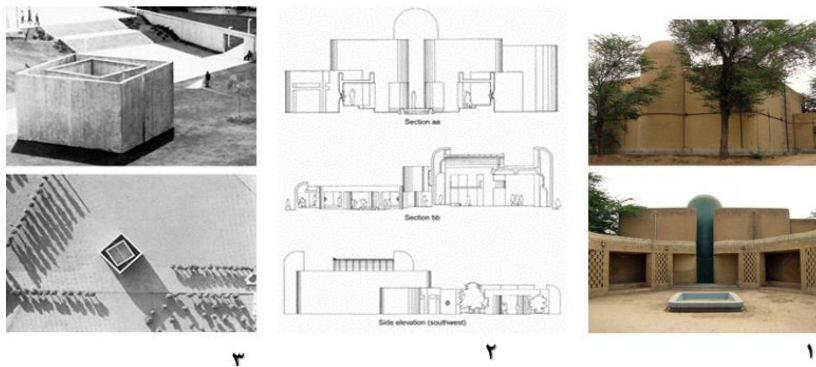 Section aa
Section bb
Side elevation (southwest)
۱
۲
۳